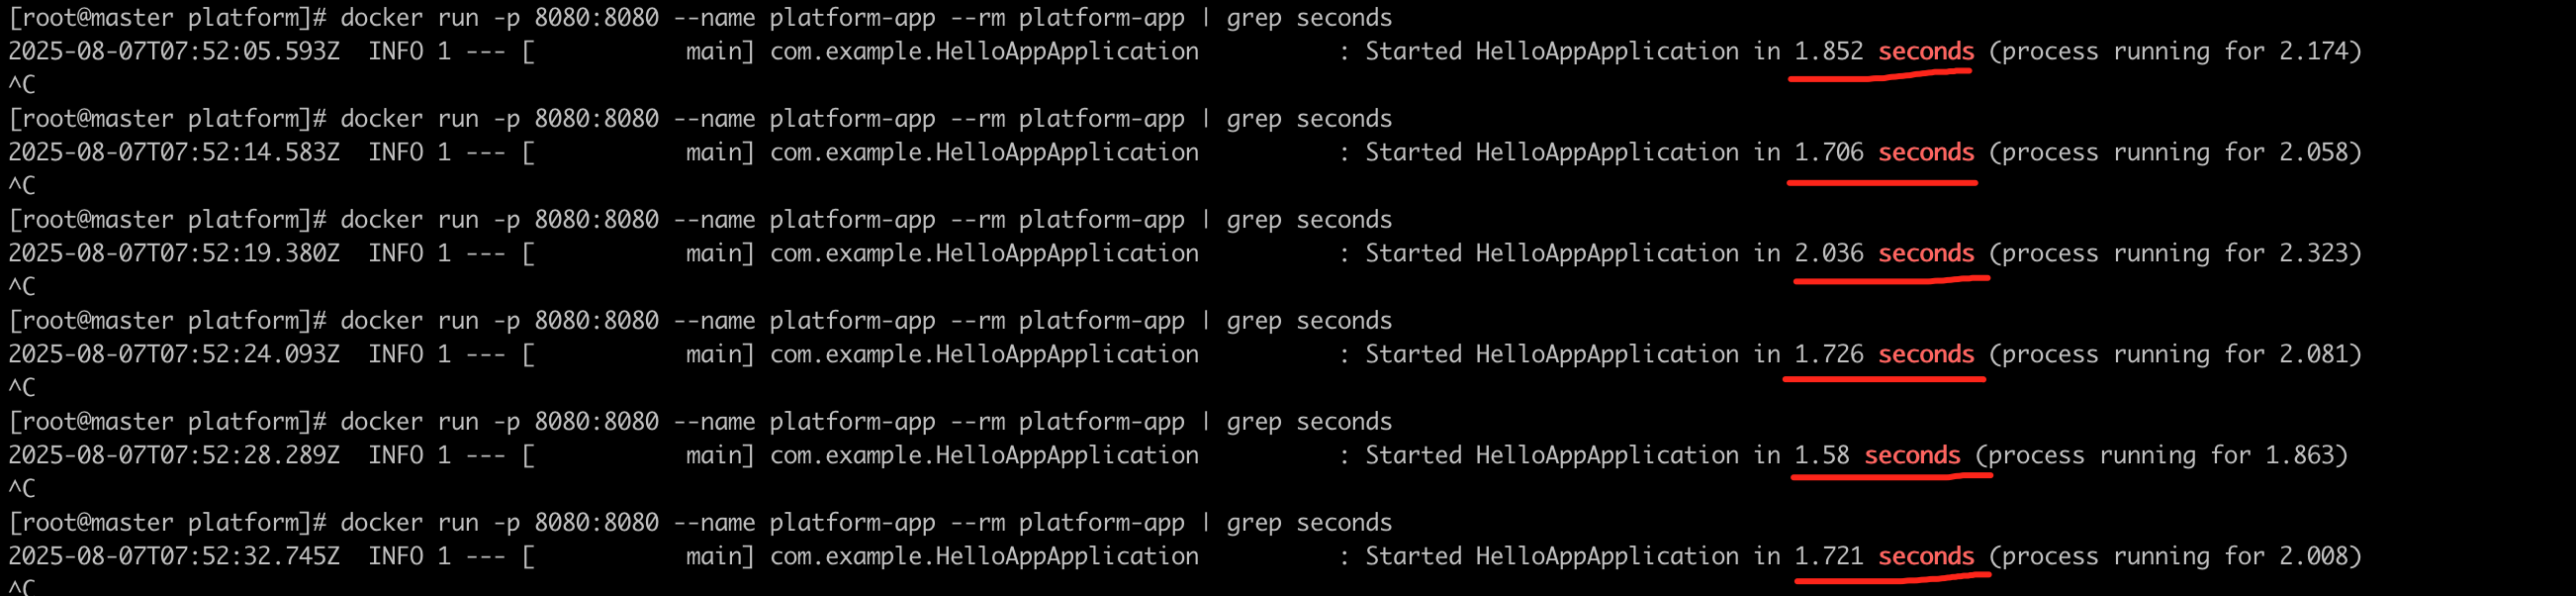 [root@master platform]# docker run -p 8080:8080 --name platform-app --rm platform-app | grep seconds
2025-08-07T07:52:05.593Z  INFO 1 --- [           main] com.example.HelloAppApplication          : Started HelloAppApplication in 1.852 seconds (process running for 2.174)
^C
[root@master platform]# docker run -p 8080:8080 --name platform-app --rm platform-app | grep seconds
2025-08-07T07:52:14.583Z  INFO 1 --- [           main] com.example.HelloAppApplication          : Started HelloAppApplication in 1.706 seconds (process running for 2.058)
^C
[root@master platform]# docker run -p 8080:8080 --name platform-app --rm platform-app | grep seconds
2025-08-07T07:52:19.380Z  INFO 1 --- [           main] com.example.HelloAppApplication          : Started HelloAppApplication in 2.036 seconds (process running for 2.323)
^C
[root@master platform]# docker run -p 8080:8080 --name platform-app --rm platform-app | grep seconds
2025-08-07T07:52:24.093Z  INFO 1 --- [           main] com.example.HelloAppApplication          : Started HelloAppApplication in 1.726 seconds (process running for 2.081)
^C
[root@master platform]# docker run -p 8080:8080 --name platform-app --rm platform-app | grep seconds
2025-08-07T07:52:28.289Z  INFO 1 --- [           main] com.example.HelloAppApplication          : Started HelloAppApplication in 1.58 seconds (process running for 1.863)
^C
[root@master platform]# docker run -p 8080:8080 --name platform-app --rm platform-app | grep seconds
2025-08-07T07:52:32.745Z  INFO 1 --- [           main] com.example.HelloAppApplication          : Started HelloAppApplication in 1.721 seconds (process running for 2.008)
^C